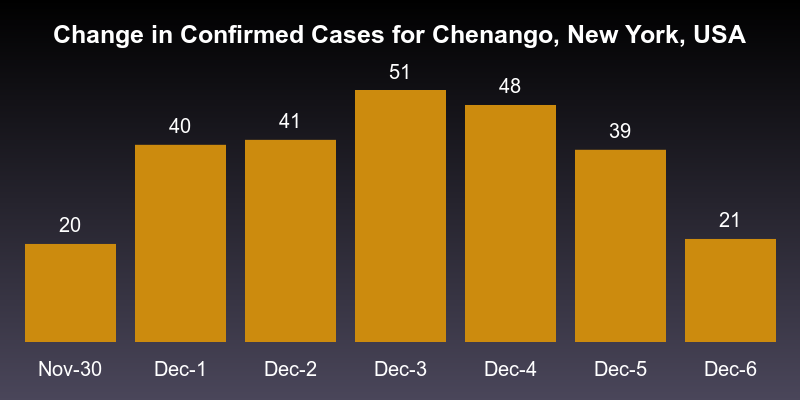 Change in Confirmed Cases for Chenango, New York, USA
20 40 41 51 48 39 21
Nov-30 Dec-1 Dec-2 Dec-3 Dec-4 Dec-5 Dec-6